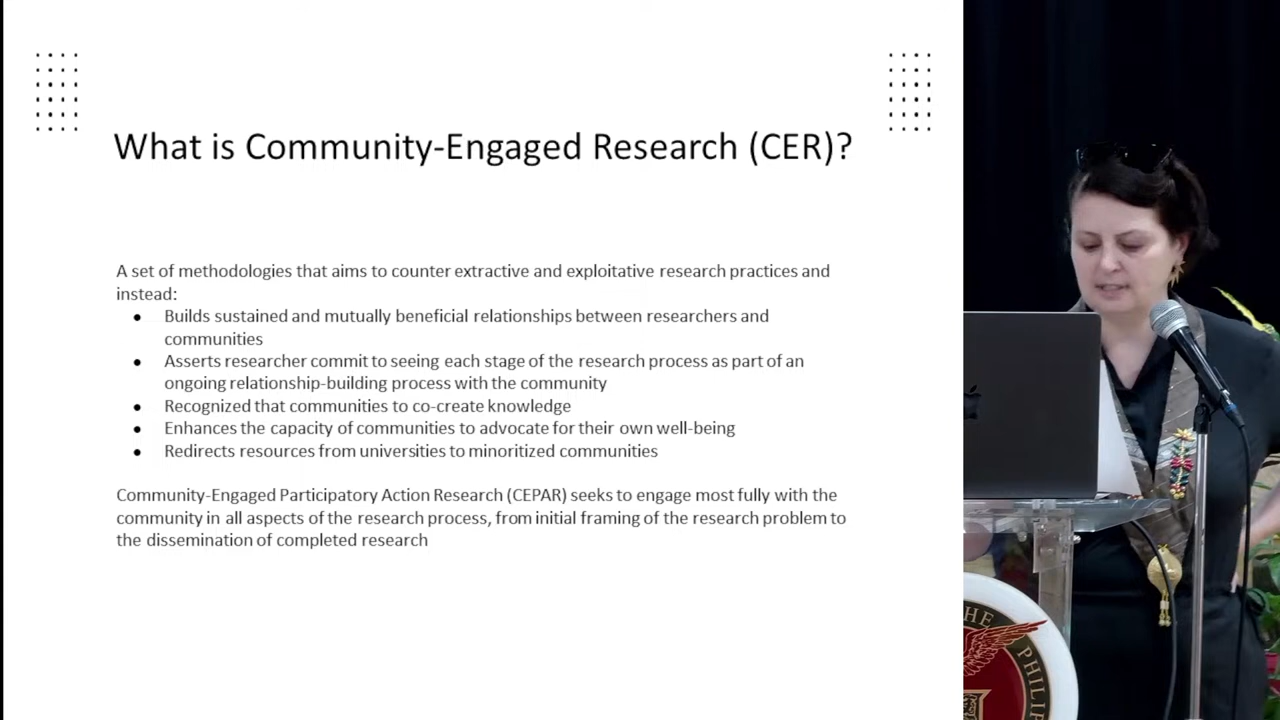 What is Community-Engaged Research (CER)?
A set of methodologies that aims to counter extractive and exploitative research practices and
instead:
● Builds sustained and mutually beneficial relationships between researchers and
communities
● Asserts researcher commit to seeing each stage of the research process as part of an
ongoing relationship-building process with the community
● Recognized that communities to co-create knowledge
● Enhances the capacity of communities to advocate for their own well-being
● Redirects resources from universities to minoritized communities
Community-Engaged Participatory Action Research (CEPAR) seeks to engage most fully with the
community in all aspects of the research process, from initial framing of the research problem to
the dissemination of completed research
THE PHILI